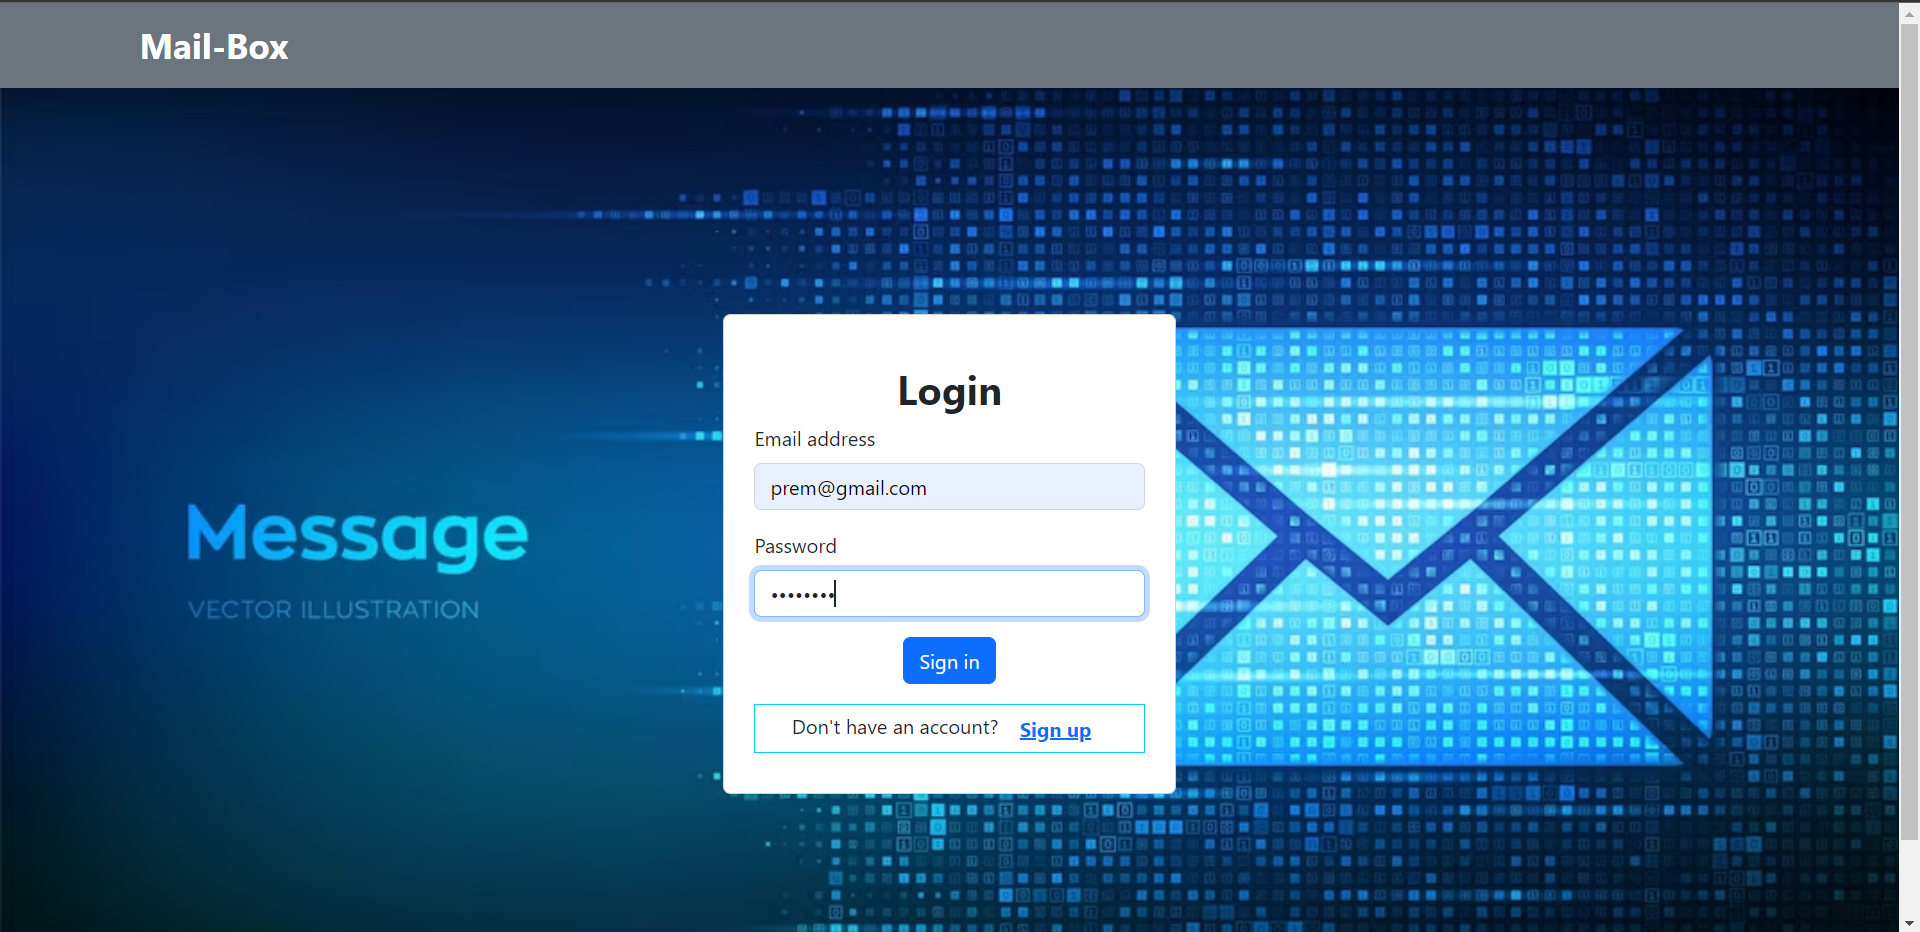 Mail-Box
Message
VECTOR ILLUSTRATION
Login
Email address
prem@gmail.com
Password
••••••••
Sign in
Don't have an account? Sign up